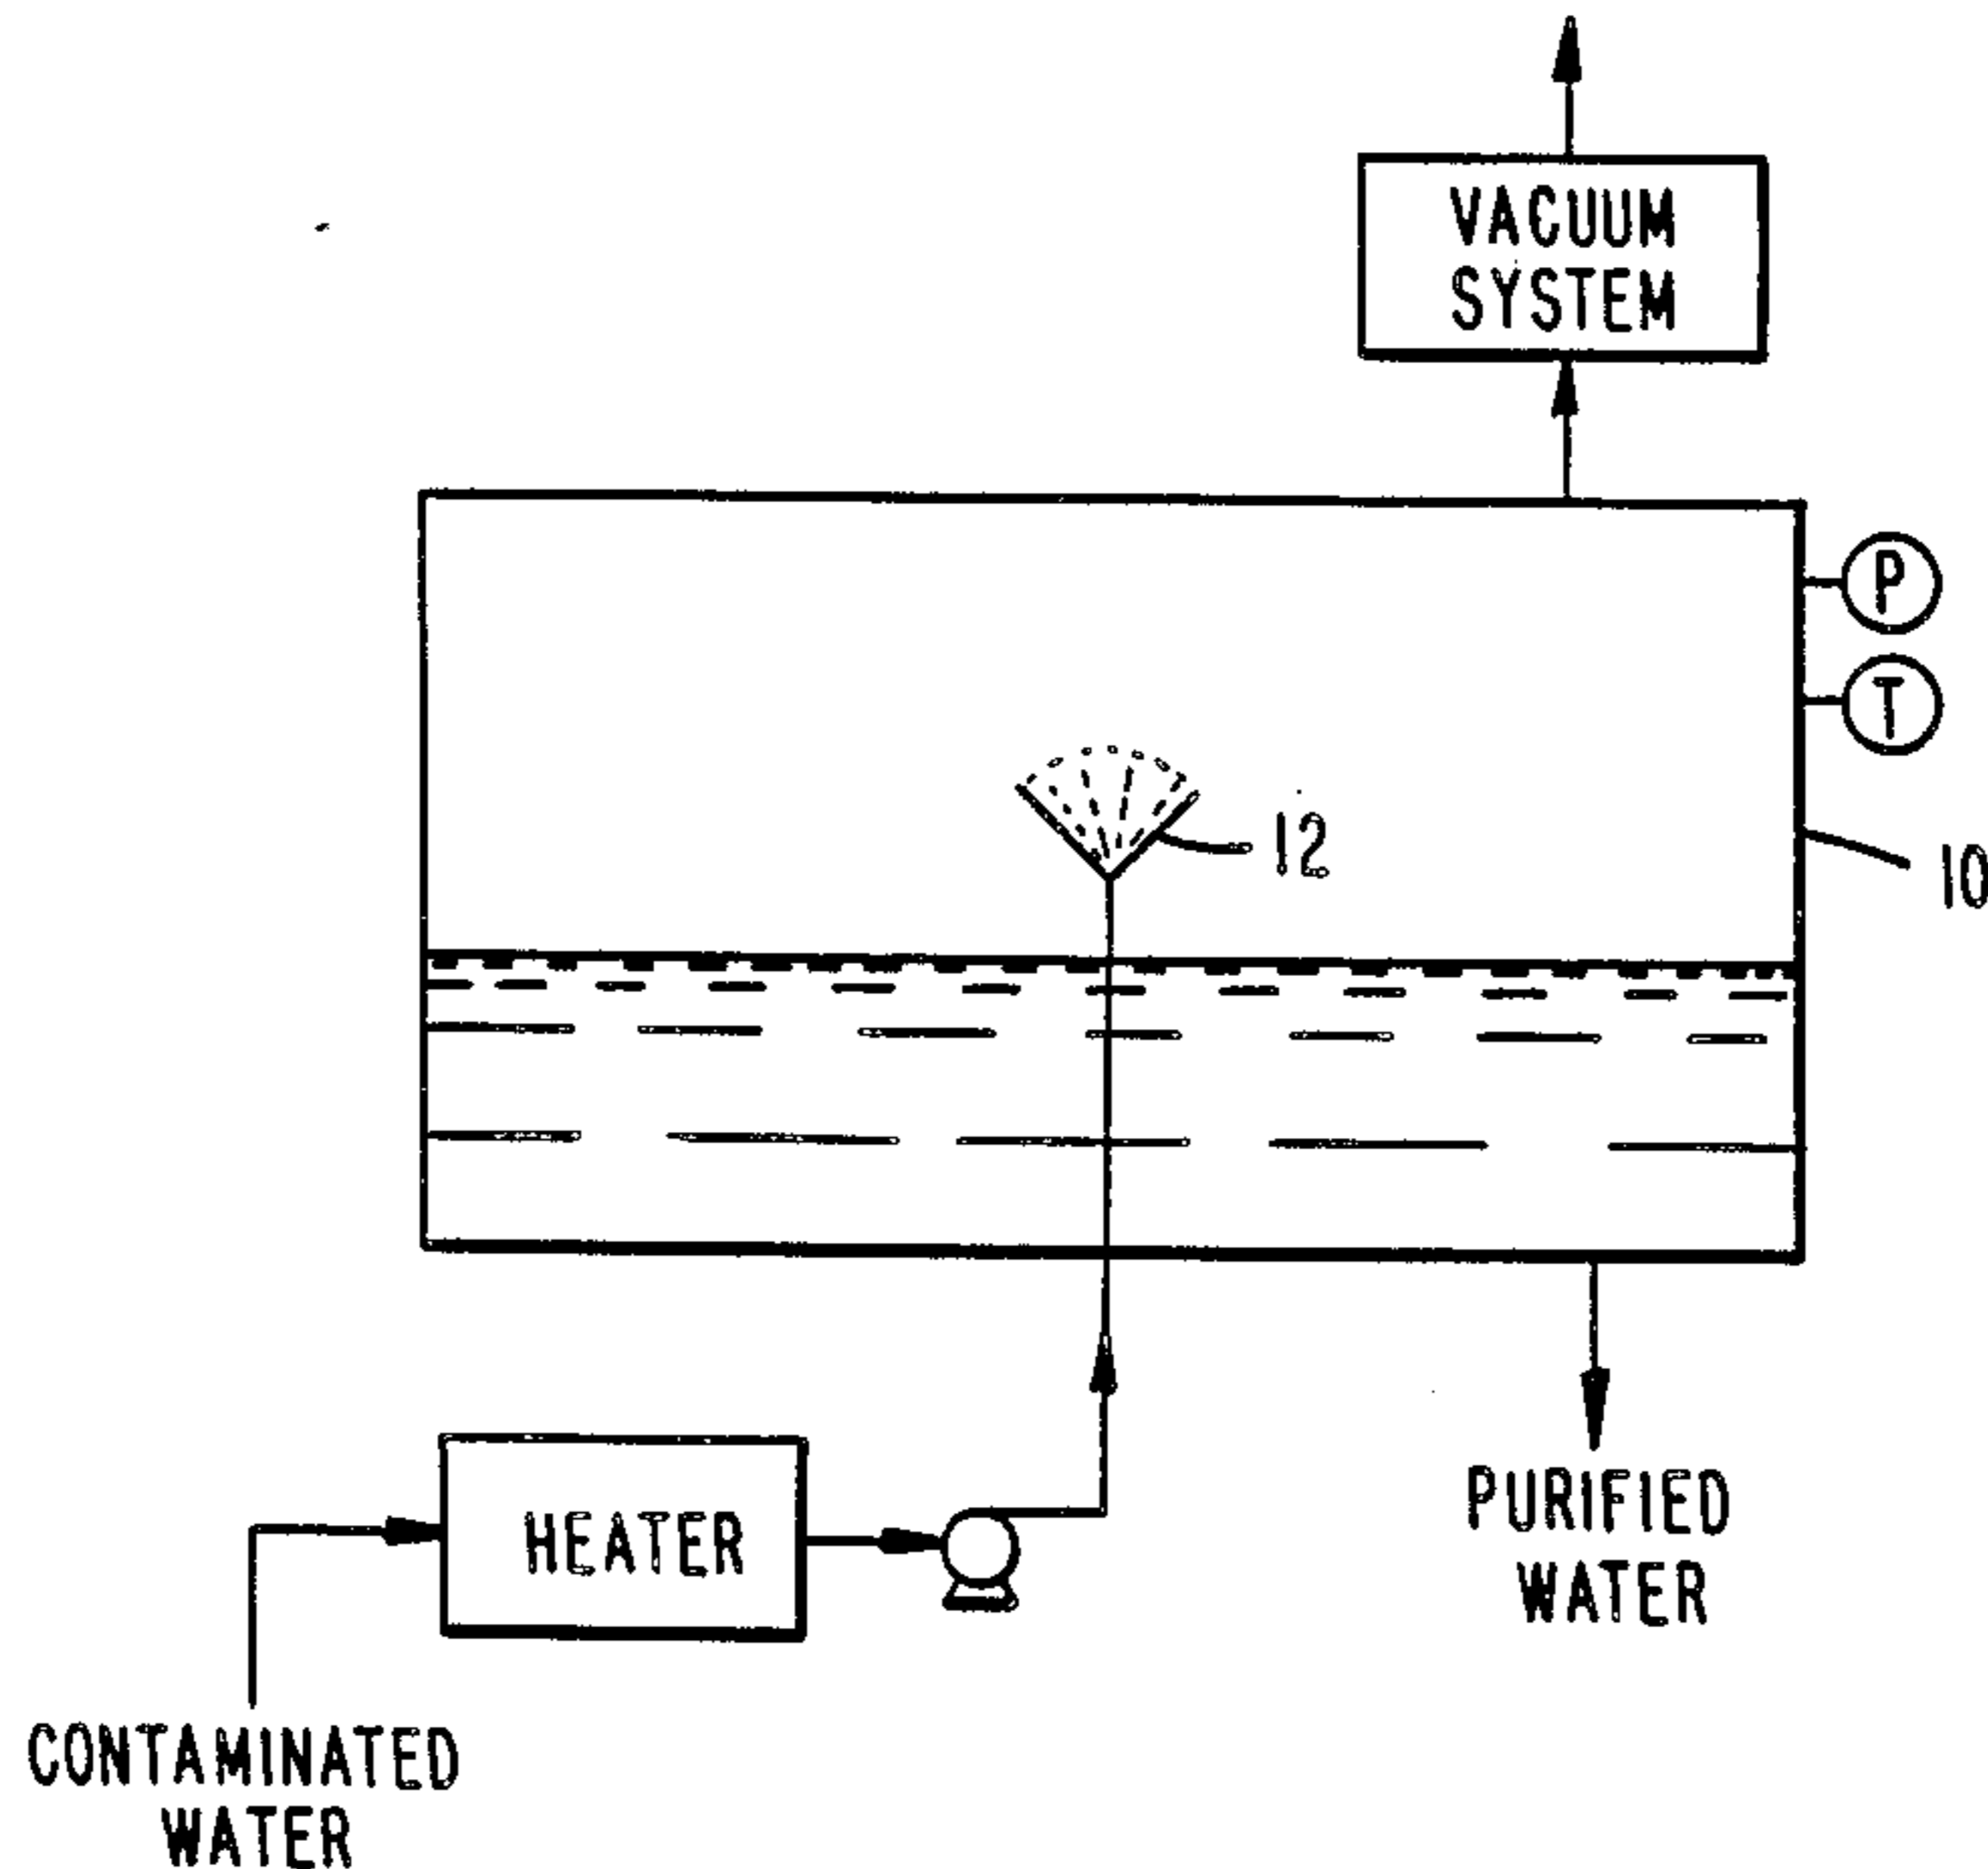 VACUUM
SYSTEM
P
T
12
10
HEATER
PURIFIED
WATER
CONTAMINATED
WATER